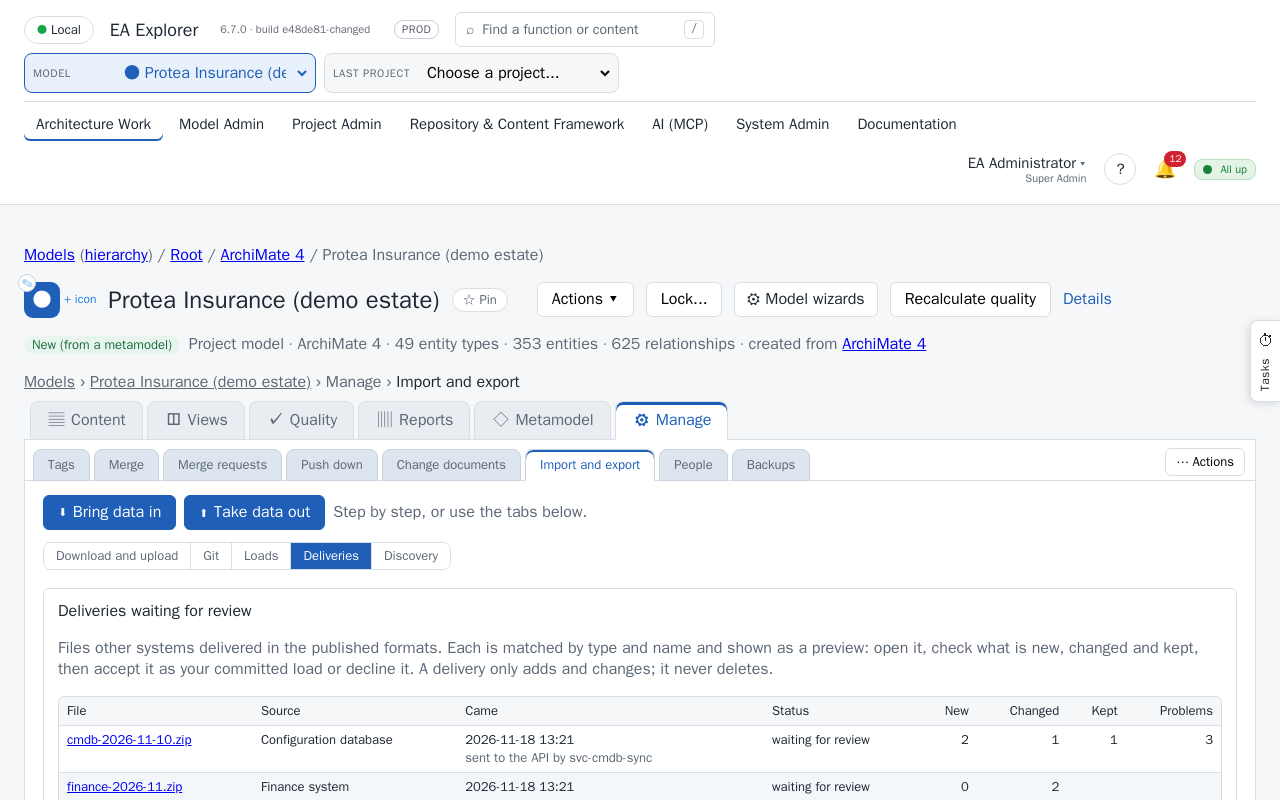 Local
EA Explorer
6.7.0 · build e48de81-changed
PROD
Find a function or content
/
MODEL
Protea Insurance (de
LAST PROJECT
Choose a project...
Architecture Work
Model Admin
Project Admin
Repository & Content Framework
AI (MCP)
System Admin
Documentation
EA Administrator
Super Admin
?
12
All up
Models (hierarchy) / Root / ArchiMate 4 / Protea Insurance (demo estate)
+ icon
Protea Insurance (demo estate)
☆ Pin
Actions ▾
Lock...
⚙ Model wizards
Recalculate quality
Details
New (from a metamodel)
Project model · ArchiMate 4 · 49 entity types · 353 entities · 625 relationships · created from ArchiMate 4
Tasks
Models › Protea Insurance (demo estate) › Manage › Import and export
Content
Views
✓ Quality
Reports
Metamodel
⚙ Manage
Tags
Merge
Merge requests
Push down
Change documents
Import and export
People
Backups
··· Actions
Bring data in
Take data out
Step by step, or use the tabs below.
Download and upload
Git
Loads
Deliveries
Discovery
Deliveries waiting for review
Files other systems delivered in the published formats. Each is matched by type and name and shown as a preview: open it, check what is new, changed and kept,
then accept it as your committed load or decline it. A delivery only adds and changes; it never deletes.
File Source Came Status New Changed Kept Problems
cmdb-2026-11-10.zip Configuration database 2026-11-18 13:21 waiting for review 2 1 1 3
sent to the API by svc-cmdb-sync
finance-2026-11.zip Finance system 2026-11-18 13:21 waiting for review 0 2